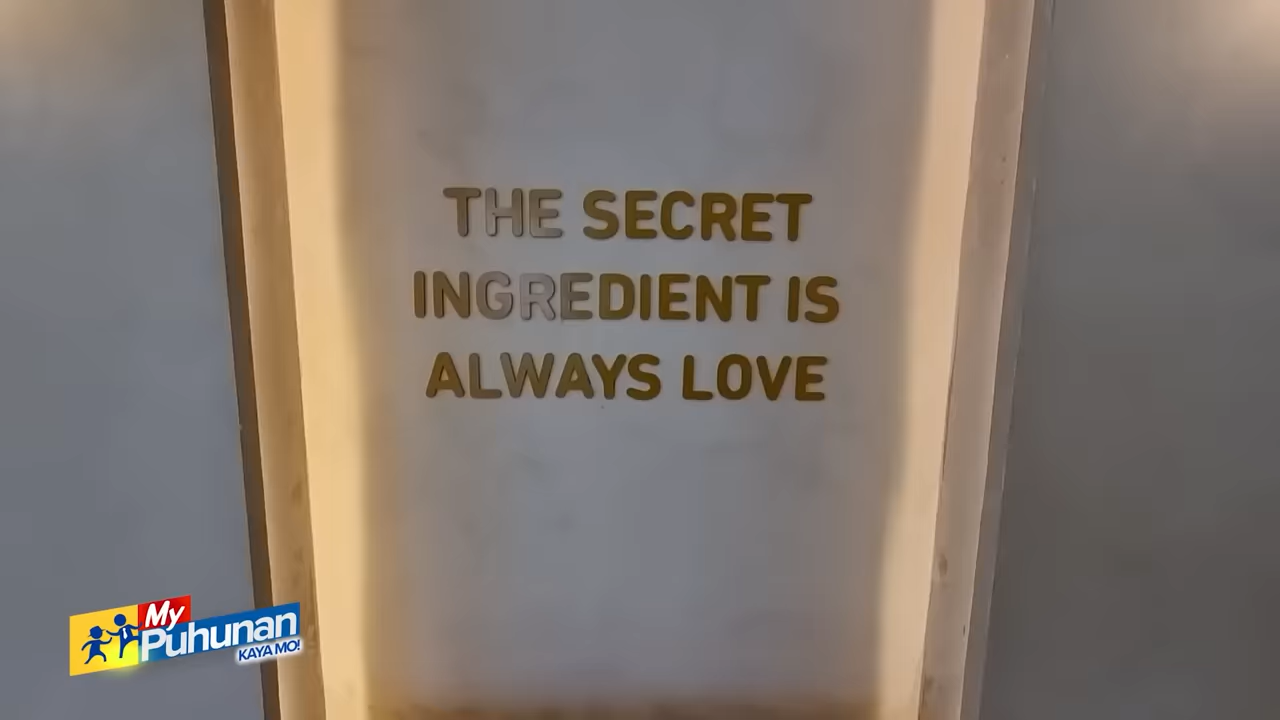 THE SECRET
INGREDIENT IS
ALWAYS LOVE
My
Puhunan
KAYA MO!